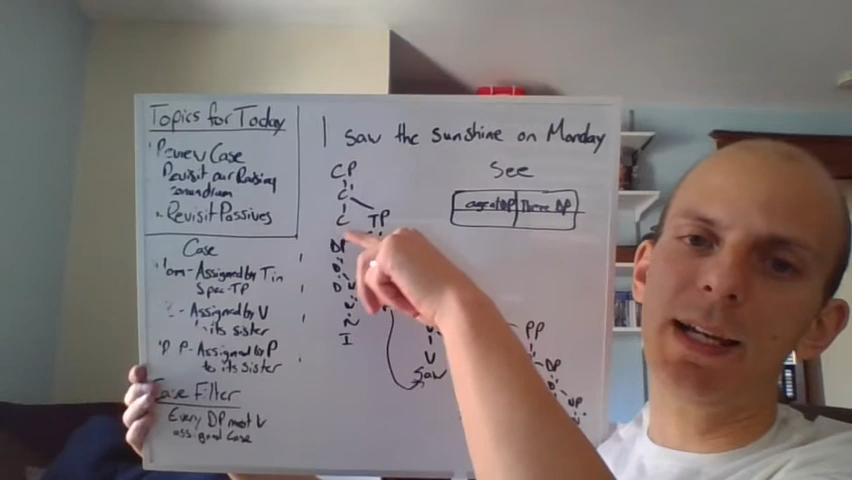 Topics for Today
Review Case
Revisit our Raising
conundrum
Revisit Passives
Case
Assigned by T in
Spec-TP
- Assigned by V
its sister
P - Assigned by P
to its sister
Case Filter
Every DP must
assigned Case
I saw the sunshine on Monday
See
agent DP Theme DP
CP
C
C TP
DP
D
D
N
I
V
saw
PP
DP
NP